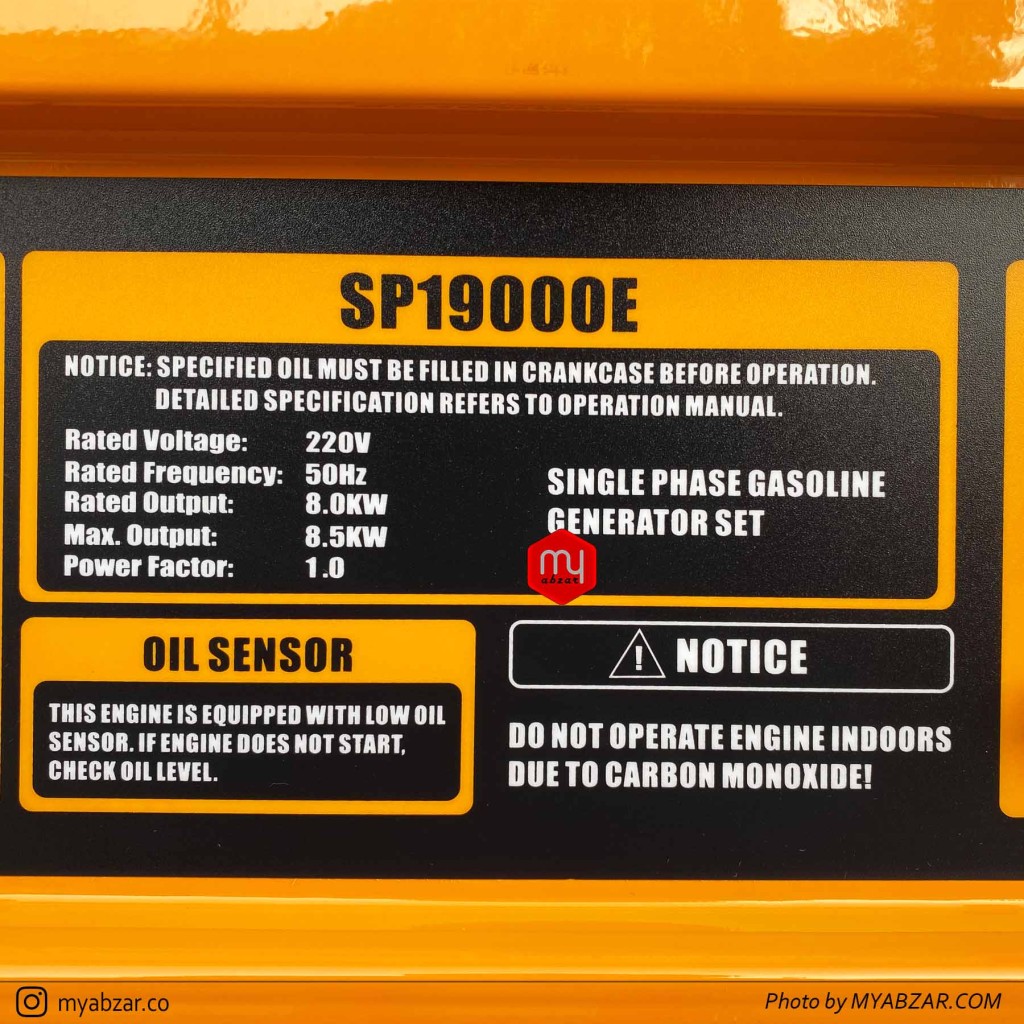 SP19000E
NOTICE: SPECIFIED OIL MUST BE FILLED IN CRANKCASE BEFORE OPERATION.
DETAILED SPECIFICATION REFERS TO OPERATION MANUAL.
Rated Voltage: 220V
Rated Frequency: 50Hz
Rated Output: 8.0KW
Max. Output: 8.5KW
Power Factor: 1.0
SINGLE PHASE GASOLINE
GENERATOR SET
my
abzar
OIL SENSOR
THIS ENGINE IS EQUIPPED WITH LOW OIL
SENSOR. IF ENGINE DOES NOT START,
CHECK OIL LEVEL.
! NOTICE
DO NOT OPERATE ENGINE INDOORS
DUE TO CARBON MONOXIDE!
myabzar.co
Photo by MYABZAR.COM